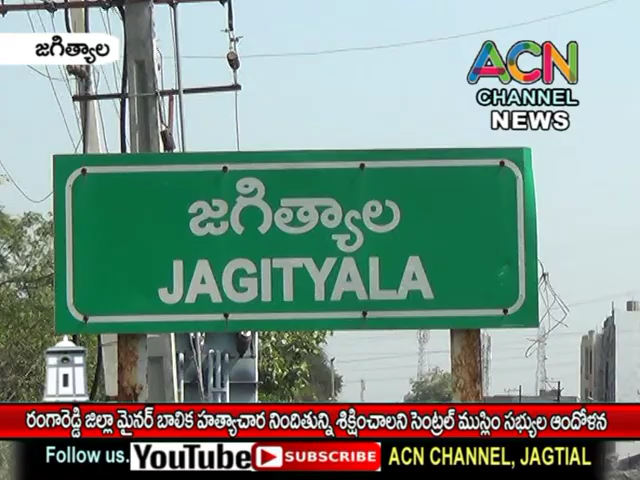 జగిత్యాల
ACN
CHANNEL
NEWS
జగిత్యాల
JAGITYALA
రంగారెడ్డి జిల్లా మైనర్ బాలిక హత్యాచార నిందితున్ని శిక్షించాలని సెంట్రల్ ముస్లిం సభ్యుల ఆందోళన
Follow us. YouTube SUBSCRIBE ACN CHANNEL, JAGTIAL